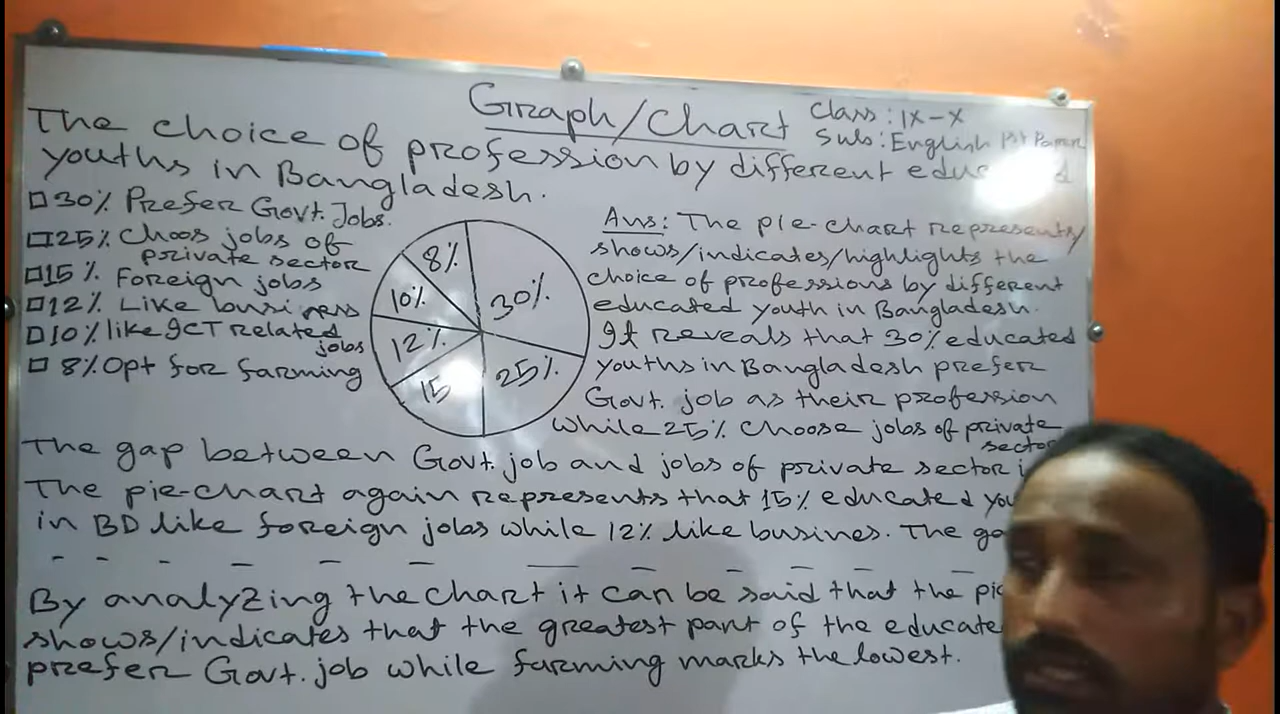 Graph/Chart
Class: IX-X
Sub: English 1st Paper
The choice of profession by different
youths in Bangladesh.
30% Prefer Govt. Jobs.
25% Choos jobs of
private sector
15% Foreign jobs
12% Like business
10% like ICT related
jobs
8% Opt for farming
8%
30%
10%
12%
15
25%
Ans: The pie-chart represents/
shows/indicates/highlights the
choice of professions by different
educated youth in Bangladesh.
It reveals that 30% educated
youths in Bangladesh prefer
Govt. job as their profession
while 25% choose jobs of private
sector
The gap between Govt. job and jobs of private sector
The pie-chart again represents that 15% educated
in BD like foreign jobs while 12% like busines. The
By analyzing the chart it can be said that the
shows/indicates that the greatest part of the
prefer Govt. job while farming marks the lowest.